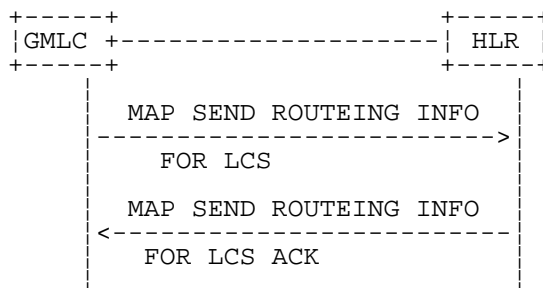 GMLC HLR
MAP SEND ROUTEING INFO
FOR LCS
MAP SEND ROUTEING INFO
FOR LCS ACK